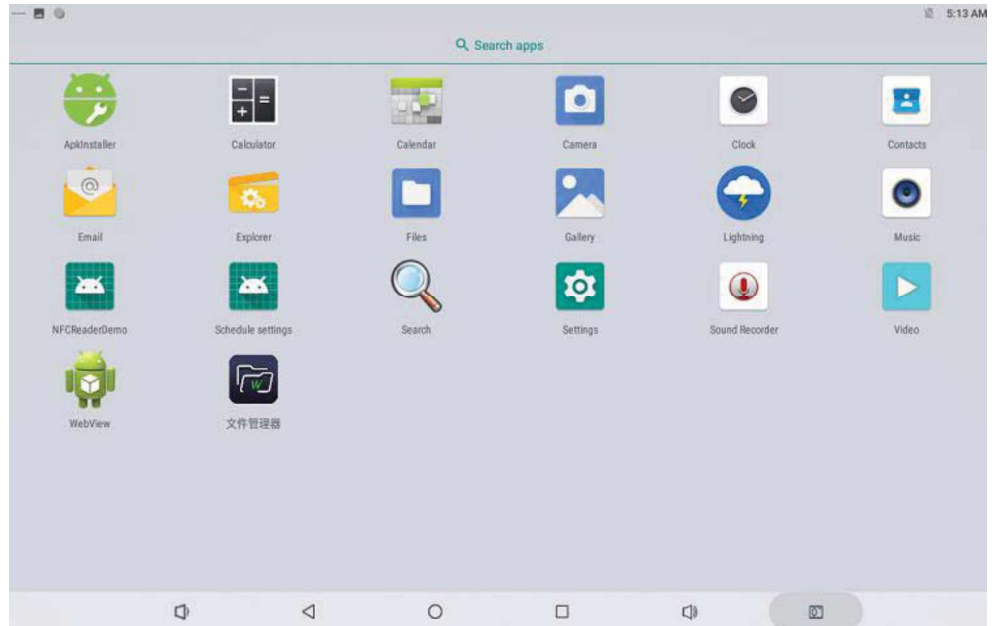 5:13 AM
Search apps
ApkInstaller
Calculator
Calendar
Camera
Clock
Contacts
Email
Explorer
Files
Gallery
Lightning
Music
NFCReaderDemo
Schedule settings
Search
Settings
Sound Recorder
Video
WebView
文件管理器